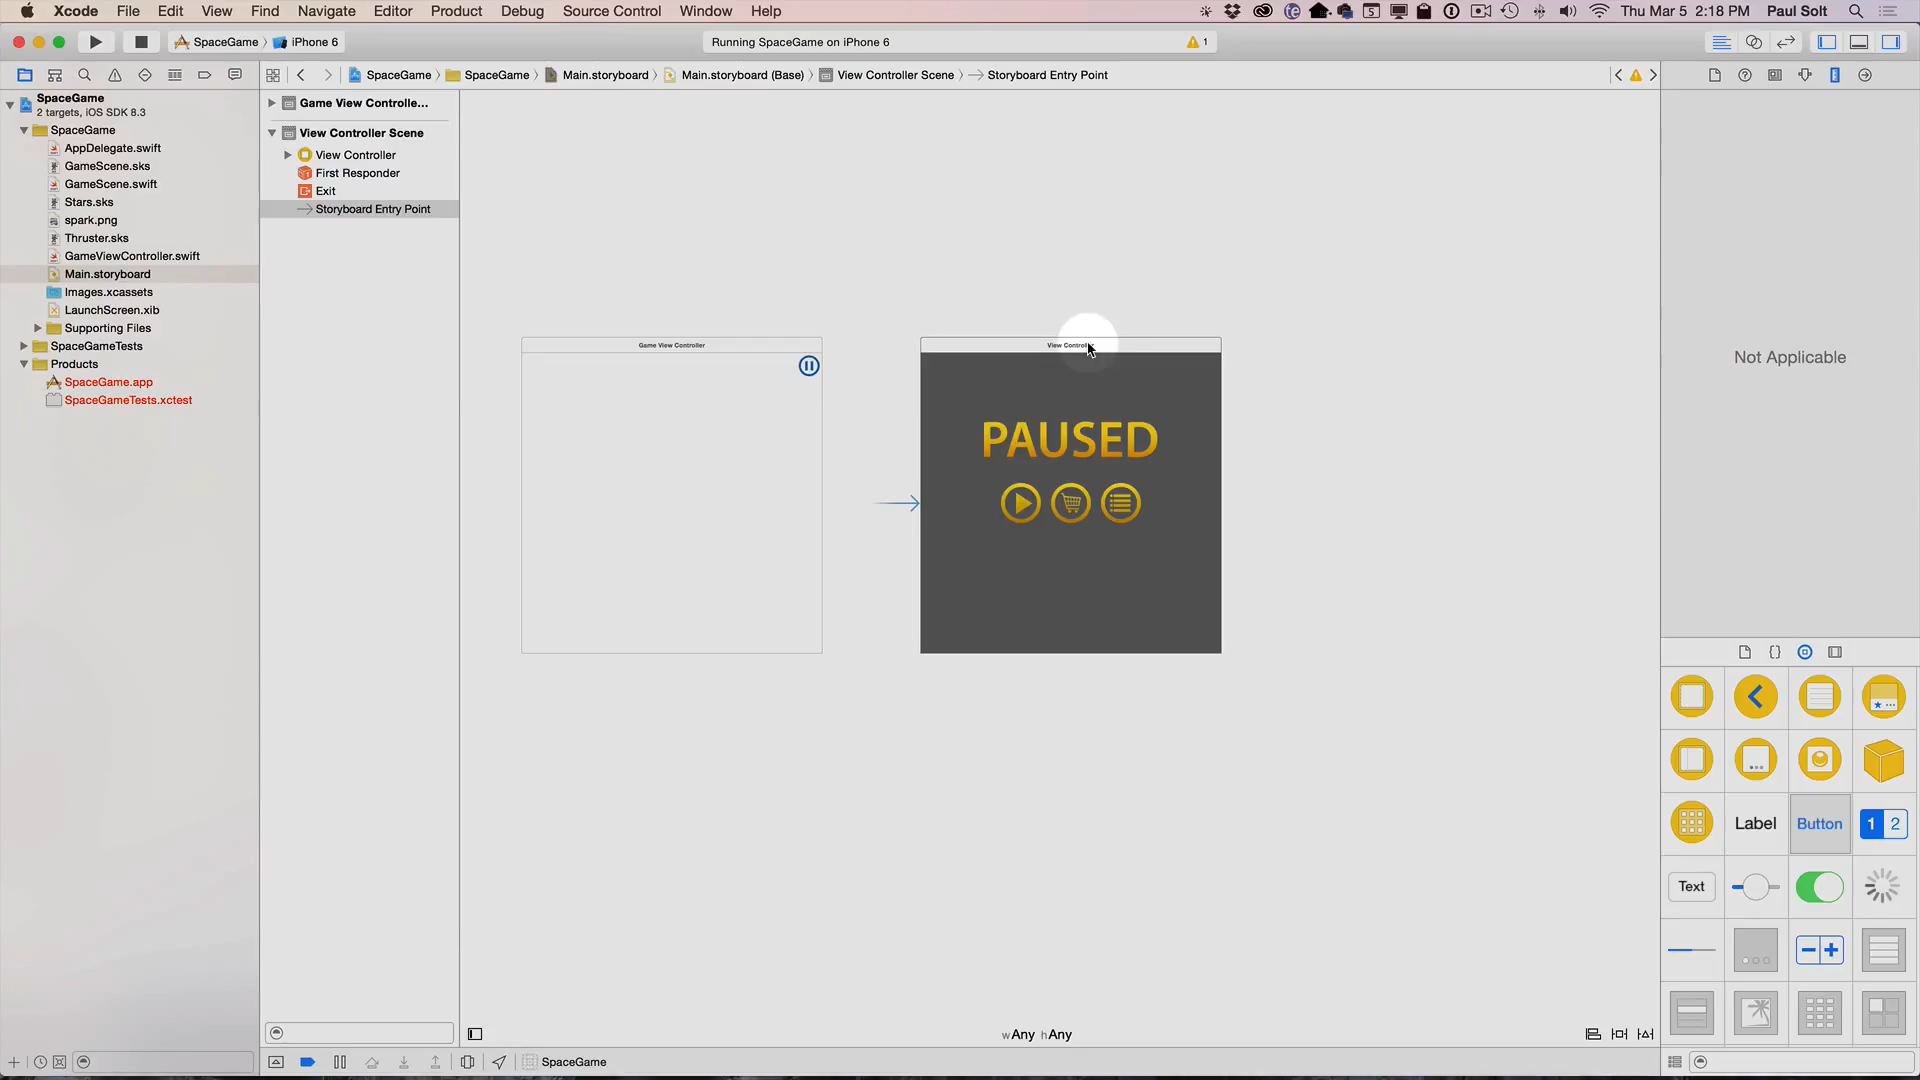 Xcode File Edit View Find Navigate Editor Product Debug Source Control Window Help
5 Thu Mar 5 2:18 PM Paul Solt
SpaceGame iPhone 6
Running SpaceGame on iPhone 6
1
SpaceGame SpaceGame Main.storyboard Main.storyboard (Base) View Controller Scene Storyboard Entry Point
SpaceGame
2 targets, iOS SDK 8.3
SpaceGame
AppDelegate.swift
GameScene.sks
GameScene.swift
Stars.sks
spark.png
Thruster.sks
GameViewController.swift
Main.storyboard
Images.xcassets
LaunchScreen.xib
Supporting Files
SpaceGameTests
Products
SpaceGame.app
SpaceGameTests.xctest
Game View Controlle...
View Controller Scene
View Controller
First Responder
Exit
Storyboard Entry Point
Game View Controller
View Controller
PAUSED
Not Applicable
Label
Button
1 2
Text
wAny hAny
SpaceGame